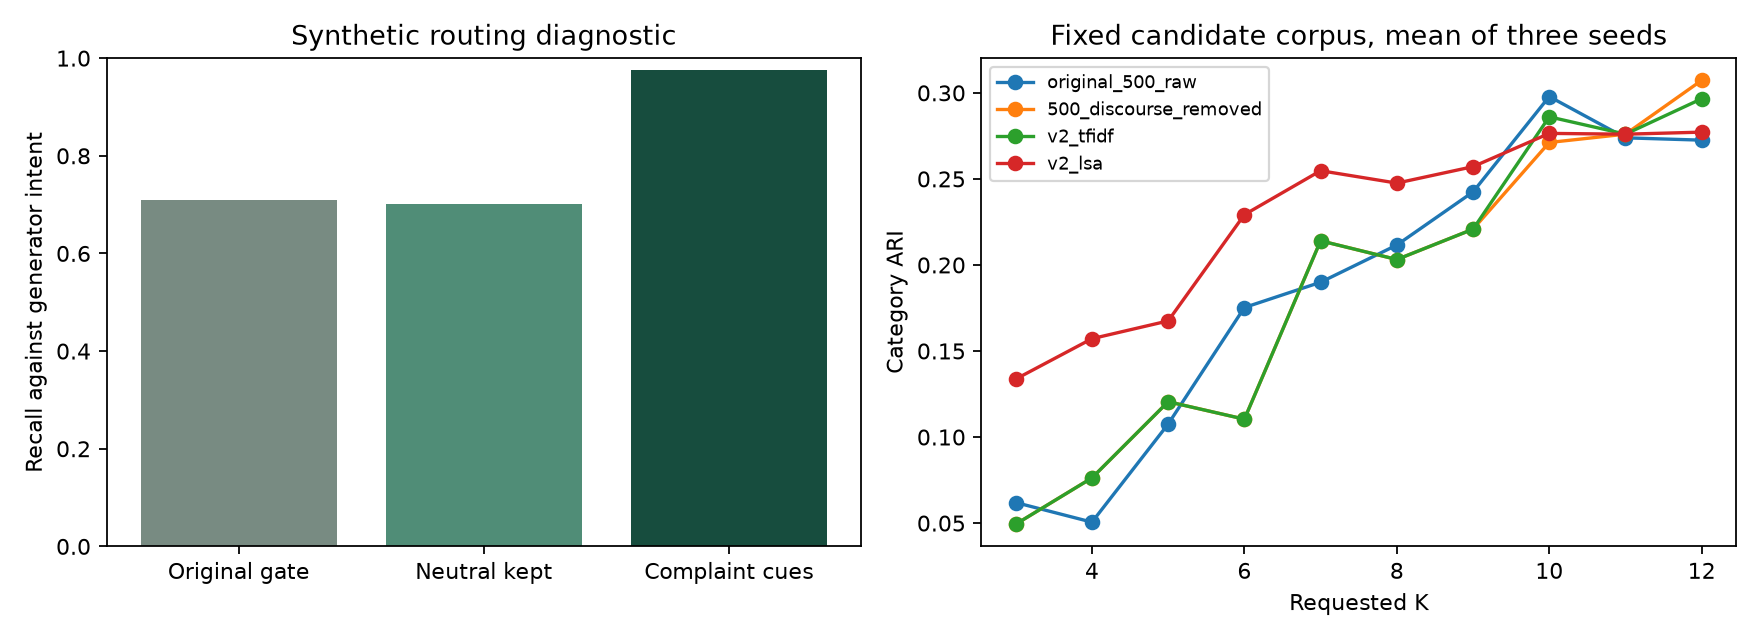 Synthetic routing diagnostic
Recall against generator intent
1.0
0.8
0.6
0.4
0.2
0.0
Original gate
Neutral kept
Complaint cues
Fixed candidate corpus, mean of three seeds
original_500_raw
500_discourse_removed
v2_tfidf
v2_lsa
Category ARI
0.30
0.25
0.20
0.15
0.10
0.05
4
6
8
10
12
Requested K